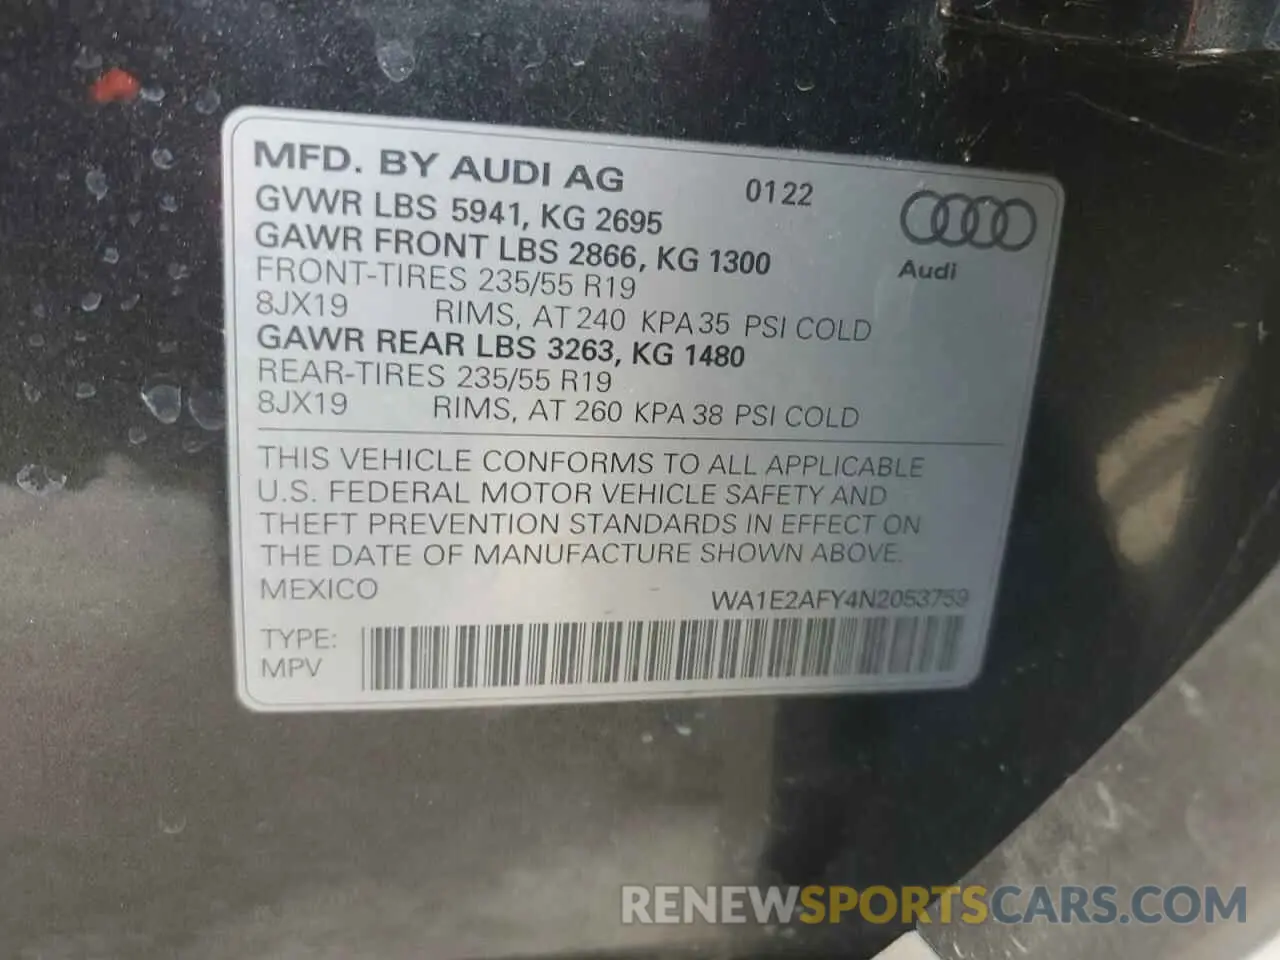 MFD. BY AUDI AG 0122
GVWR LBS 5941, KG 2695
GAWR FRONT LBS 2866, KG 1300
Audi
FRONT-TIRES 235/55 R19
8JX19 RIMS, AT 240 KPA 35 PSI COLD
GAWR REAR LBS 3263, KG 1480
REAR-TIRES 235/55 R19
8JX19 RIMS, AT 260 KPA 38 PSI COLD
THIS VEHICLE CONFORMS TO ALL APPLICABLE
U.S. FEDERAL MOTOR VEHICLE SAFETY AND
THEFT PREVENTION STANDARDS IN EFFECT ON
THE DATE OF MANUFACTURE SHOWN ABOVE.
MEXICO WA1E2AFY4N2053759
TYPE:
MPV
RENEWSPORTSCARS.COM